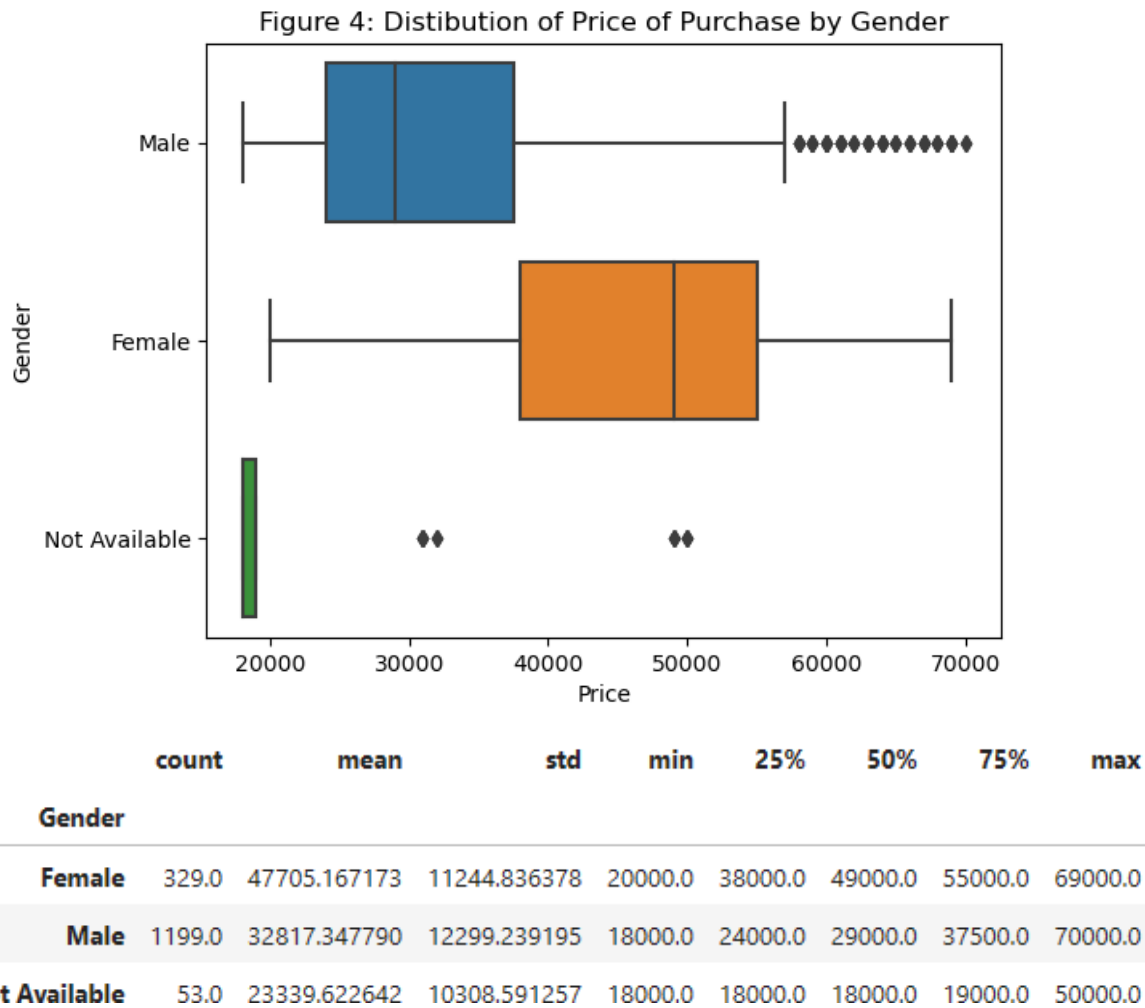 Figure 4: Distibution of Price of Purchase by Gender
Male
Female
Not Available
Gender
20000 30000 40000 50000 60000 70000
Price
count mean std min 25% 50% 75% max
Gender
Female 329.0 47705.167173 11244.836378 20000.0 38000.0 49000.0 55000.0 69000.0
Male 1199.0 32817.347790 12299.239195 18000.0 24000.0 29000.0 37500.0 70000.0
t Available 53.0 23339.622642 10308.591257 18000.0 18000.0 18000.0 19000.0 50000.0